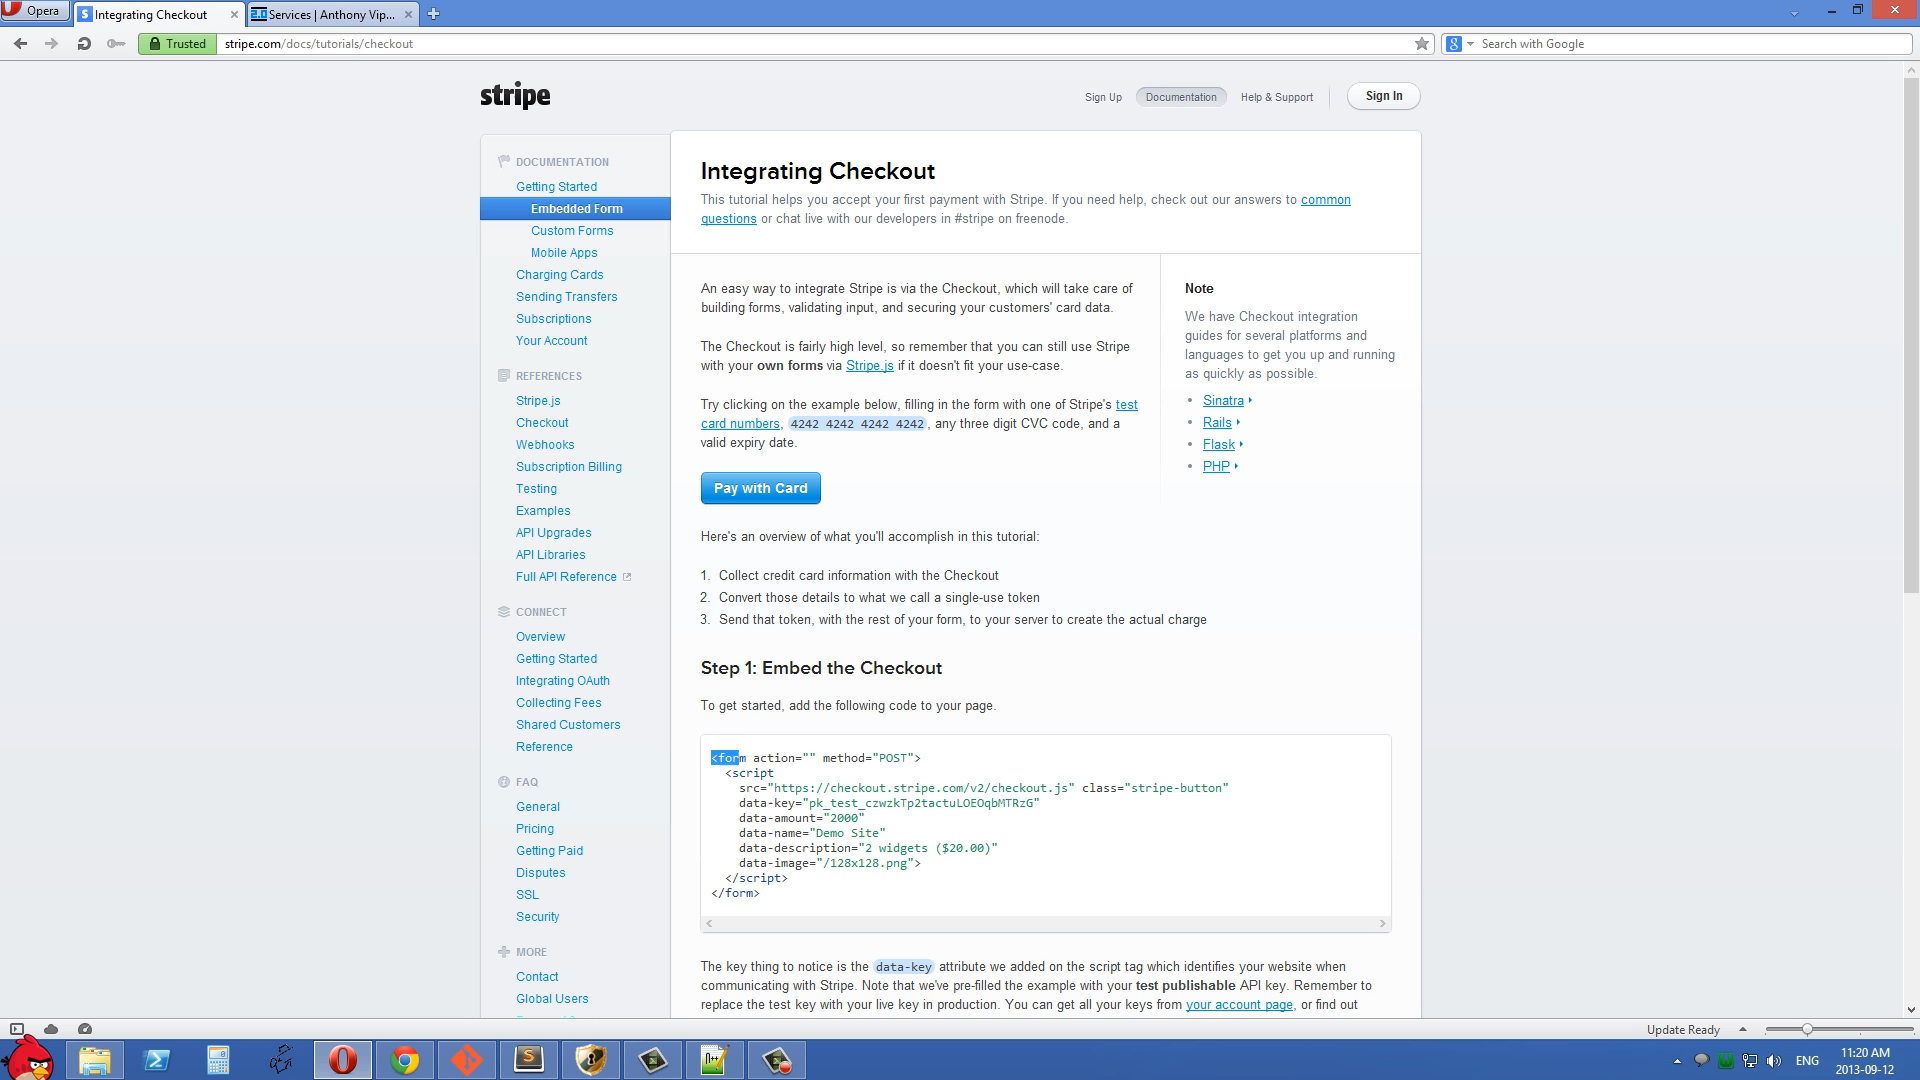 Opera
Integrating Checkout
Services | Anthony Vip...
Trusted
stripe.com/docs/tutorials/checkout
Search with Google
stripe
Sign Up
Documentation
Help & Support
Sign In
DOCUMENTATION
Getting Started
Embedded Form
Custom Forms
Mobile Apps
Charging Cards
Sending Transfers
Subscriptions
Your Account
REFERENCES
Stripe.js
Checkout
Webhooks
Subscription Billing
Testing
Examples
API Upgrades
API Libraries
Full API Reference
CONNECT
Overview
Getting Started
Integrating OAuth
Collecting Fees
Shared Customers
Reference
FAQ
General
Pricing
Getting Paid
Disputes
SSL
Security
MORE
Contact
Global Users
Integrating Checkout
This tutorial helps you accept your first payment with Stripe. If you need help, check out our answers to common
questions or chat live with our developers in #stripe on freenode.
An easy way to integrate Stripe is via the Checkout, which will take care of
building forms, validating input, and securing your customers' card data.
The Checkout is fairly high level, so remember that you can still use Stripe
with your own forms via Stripe.js if it doesn't fit your use-case.
Try clicking on the example below, filling in the form with one of Stripe's test
card numbers, 4242 4242 4242 4242, any three digit CVC code, and a
valid expiry date.
Pay with Card
Note
We have Checkout integration
guides for several platforms and
languages to get you up and running
as quickly as possible.
• Sinatra
• Rails
• Flask
• PHP
Here's an overview of what you'll accomplish in this tutorial:
1. Collect credit card information with the Checkout
2. Convert those details to what we call a single-use token
3. Send that token, with the rest of your form, to your server to create the actual charge
Step 1: Embed the Checkout
To get started, add the following code to your page.
<form action="" method="POST">
<script
src="https://checkout.stripe.com/v2/checkout.js" class="stripe-button"
data-key="pk_test_czwzkTp2tactuLOEOqbMTRzG"
data-amount="2000"
data-name="Demo Site"
data-description="2 widgets ($20.00)"
data-image="/128x128.png">
</script>
</form>
The key thing to notice is the data-key attribute we added on the script tag which identifies your website when
communicating with Stripe. Note that we've pre-filled the example with your test publishable API key. Remember to
replace the test key with your live key in production. You can get all your keys from your account page, or find out
Update Ready
ENG
11:20 AM
2013-09-12